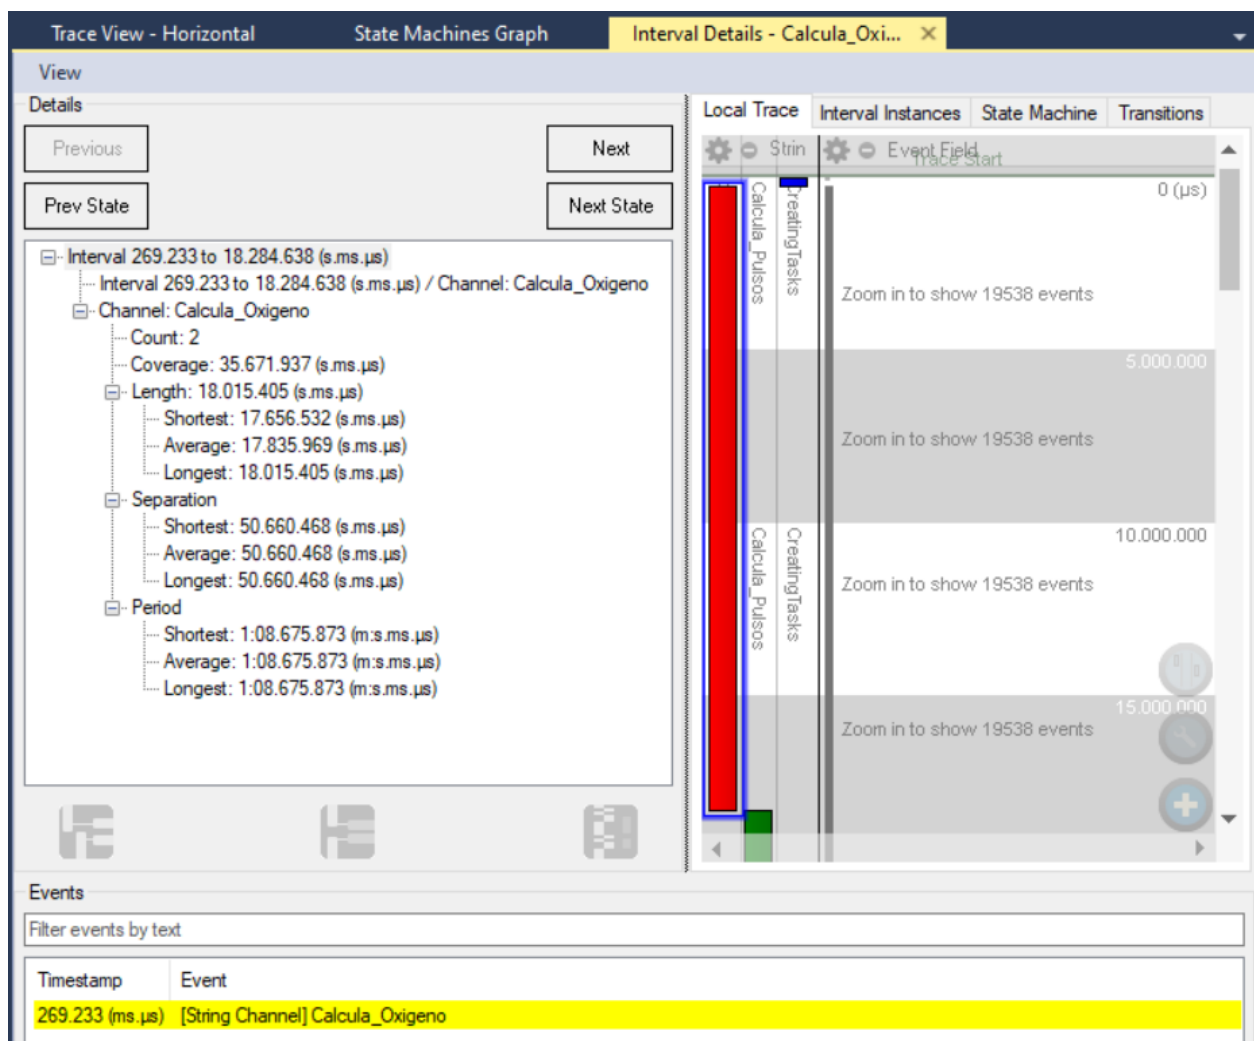 Trace View - Horizontal
State Machines Graph
Interval Details - Calcula_Oxi...
View
Details
Previous
Next
Prev State
Next State
Interval 269.233 to 18.284.638 (s.ms.µs)
Interval 269.233 to 18.284.638 (s.ms.µs) / Channel: Calcula_Oxigeno
Channel: Calcula_Oxigeno
Count: 2
Coverage: 35.671.937 (s.ms.µs)
Length: 18.015.405 (s.ms.µs)
Shortest: 17.656.532 (s.ms.µs)
Average: 17.835.969 (s.ms.µs)
Longest: 18.015.405 (s.ms.µs)
Separation
Shortest: 50.660.468 (s.ms.µs)
Average: 50.660.468 (s.ms.µs)
Longest: 50.660.468 (s.ms.µs)
Period
Shortest: 1:08.675.873 (m:s.ms.µs)
Average: 1:08.675.873 (m:s.ms.µs)
Longest: 1:08.675.873 (m:s.ms.µs)
Local Trace
Interval Instances
State Machine
Transitions
Strin
Event Field
Trace Start
Calcula_Pulsos
CreatingTasks
0 (µs)
Zoom in to show 19538 events
5.000.000
Zoom in to show 19538 events
Calcula_Pulsos
CreatingTasks
10.000.000
Zoom in to show 19538 events
15.000.000
Zoom in to show 19538 events
Events
Filter events by text
Timestamp Event
269.233 (ms.µs) [String Channel] Calcula_Oxigeno